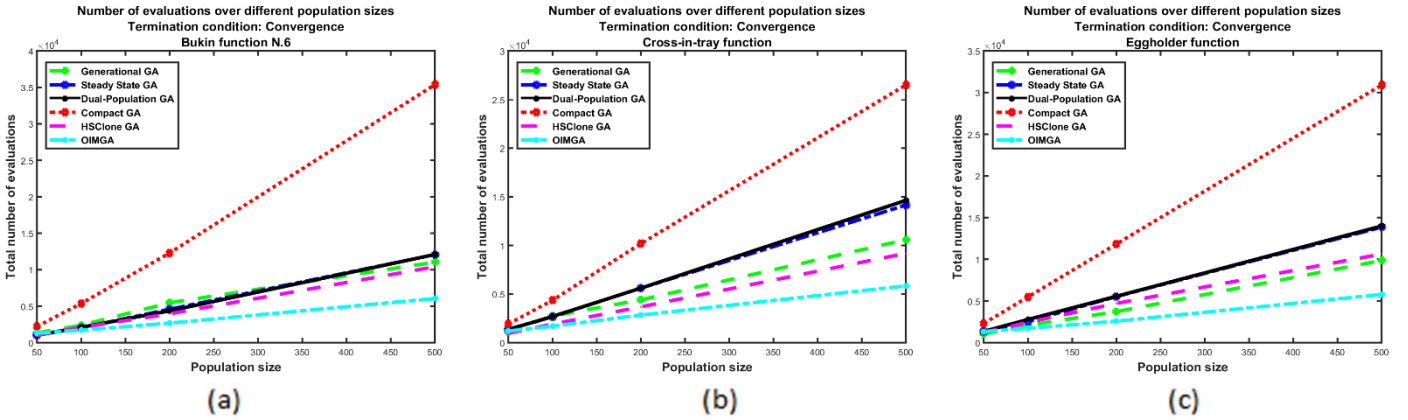 Number of evaluations over different population sizes
Termination condition: Convergence
Bukin function N.6
×10^4
4
3.5
3
2.5
2
1.5
1
0.5
0
Total number of evaluations
Generational GA
Steady State GA
Dual-Population GA
Compact GA
HSClone GA
OIMGA
50 100 150 200 250 300 350 400 450 500
Population size
(a)
Number of evaluations over different population sizes
Termination condition: Convergence
Cross-in-tray function
×10^4
3
2.5
2
1.5
1
0.5
0
Total number of evaluations
Generational GA
Steady State GA
Dual-Population GA
Compact GA
HSClone GA
OIMGA
50 100 150 200 250 300 350 400 450 500
Population size
(b)
Number of evaluations over different population sizes
Termination condition: Convergence
Eggholder function
×10^4
3.5
3
2.5
2
1.5
1
0.5
0
Total number of evaluations
Generational GA
Steady State GA
Dual-Population GA
Compact GA
HSClone GA
OIMGA
50 100 150 200 250 300 350 400 450 500
Population size
(c)